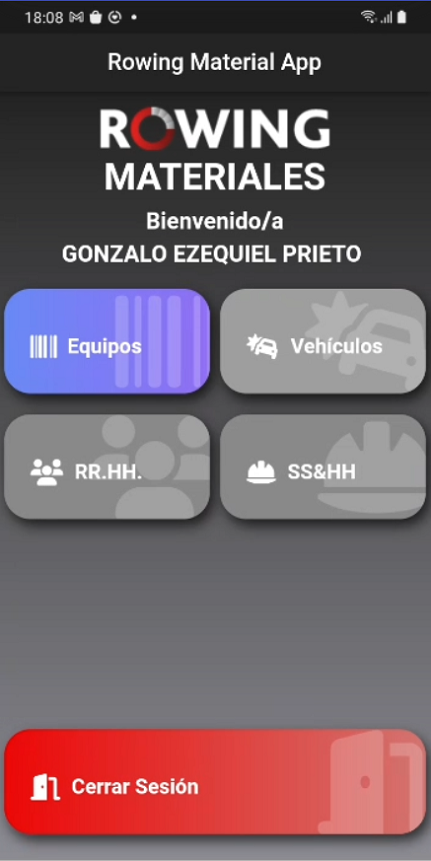 18:08
Rowing Material App
ROWING
MATERIALES
Bienvenido/a
GONZALO EZEQUIEL PRIETO
Equipos
Vehículos
RR.HH.
SS&HH
Cerrar Sesión